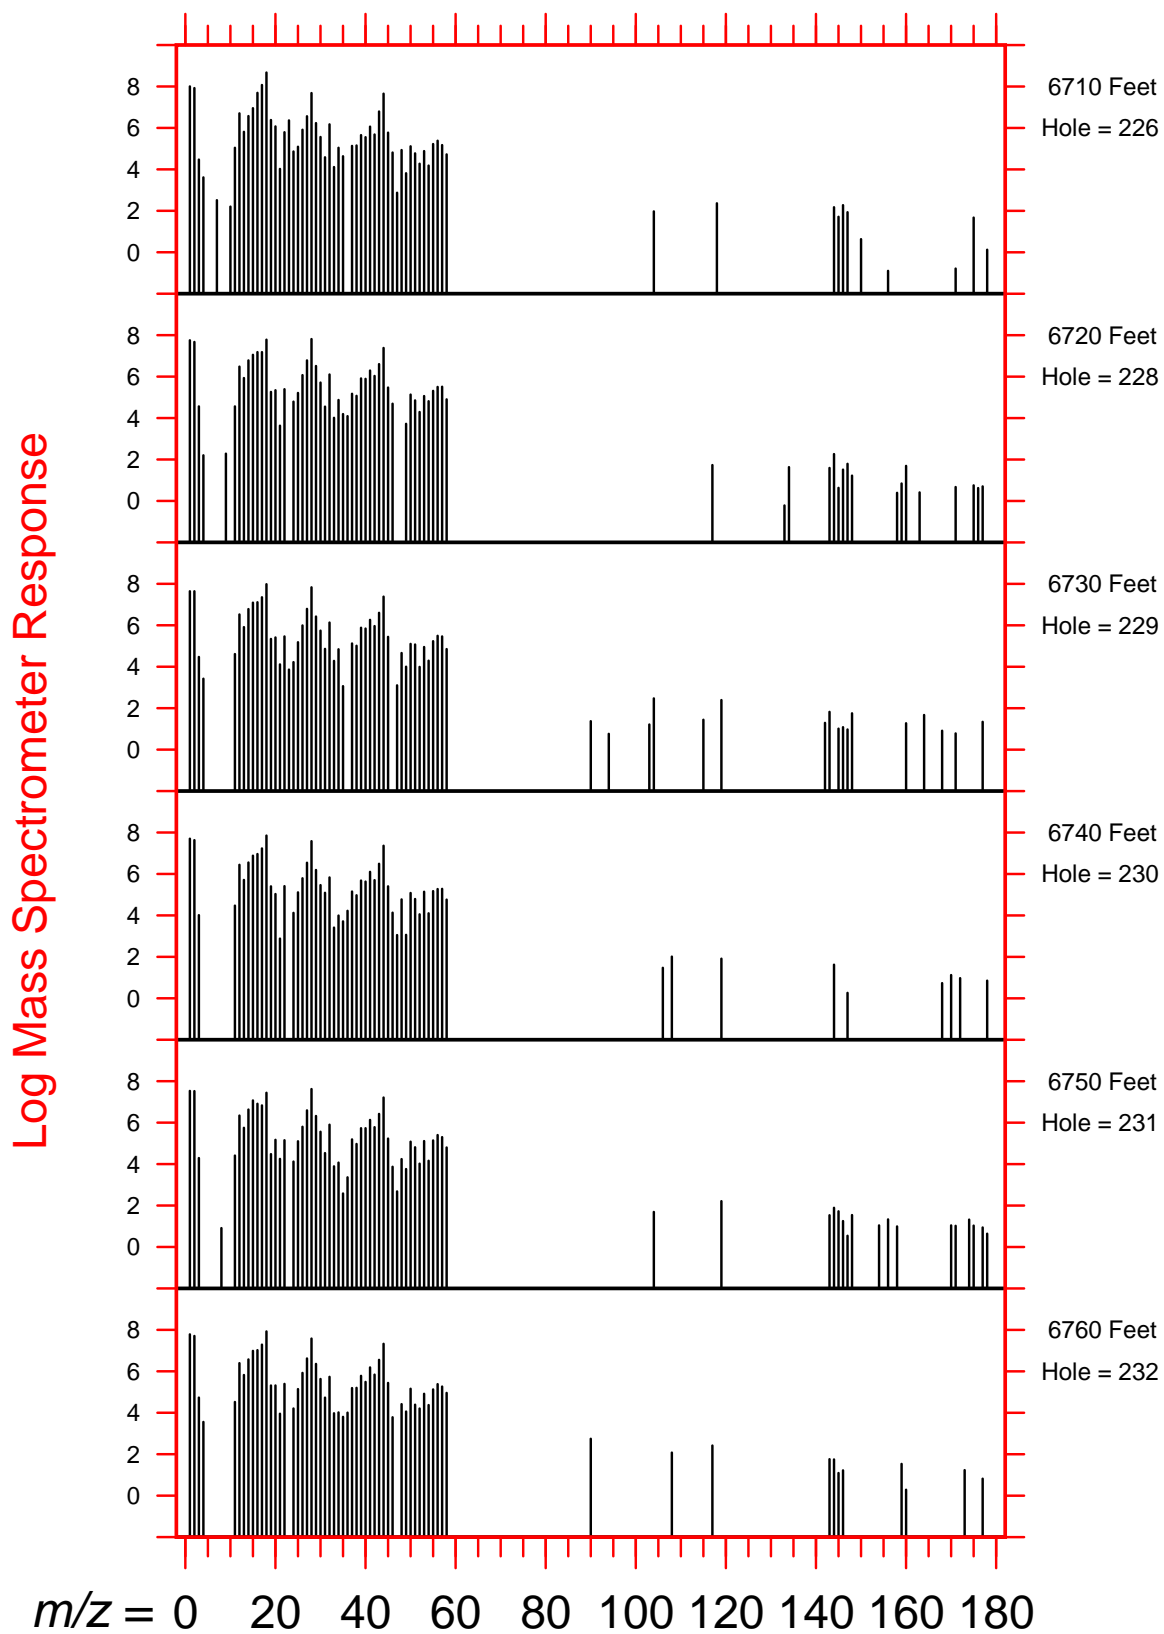 8
6
4
2
0
6710 Feet
Hole = 226
8
6
4
2
0
6720 Feet
Hole = 228
8
6
4
2
0
6730 Feet
Hole = 229
8
6
4
2
0
6740 Feet
Hole = 230
8
6
4
2
0
6750 Feet
Hole = 231
8
6
4
2
0
6760 Feet
Hole = 232
Log Mass Spectrometer Response
m/z = 0 20 40 60 80 100 120 140 160 180